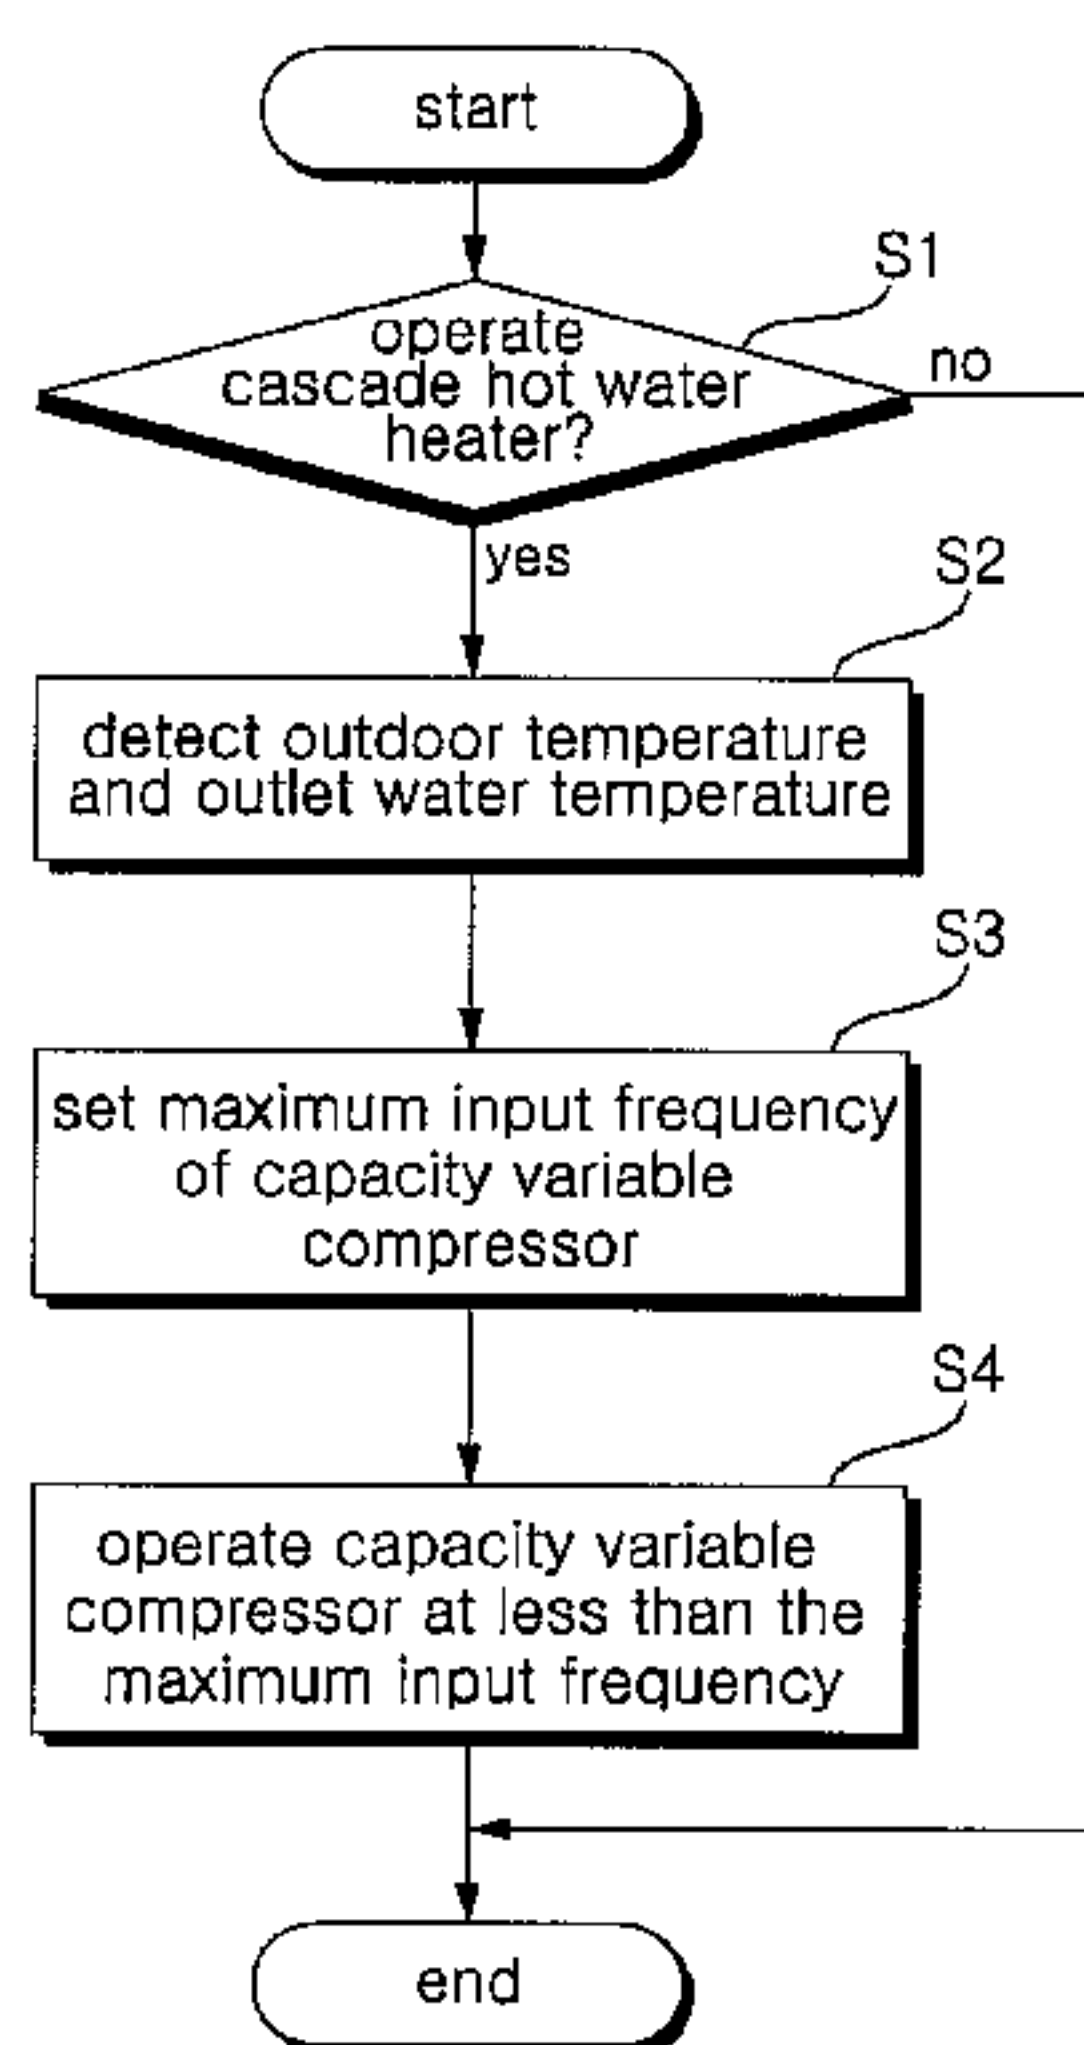 start
S1
operate
cascade hot water
heater?
no
yes
S2
detect outdoor temperature
and outlet water temperature
S3
set maximum input frequency
of capacity variable
compressor
S4
operate capacity variable
compressor at less than the
maximum input frequency
end